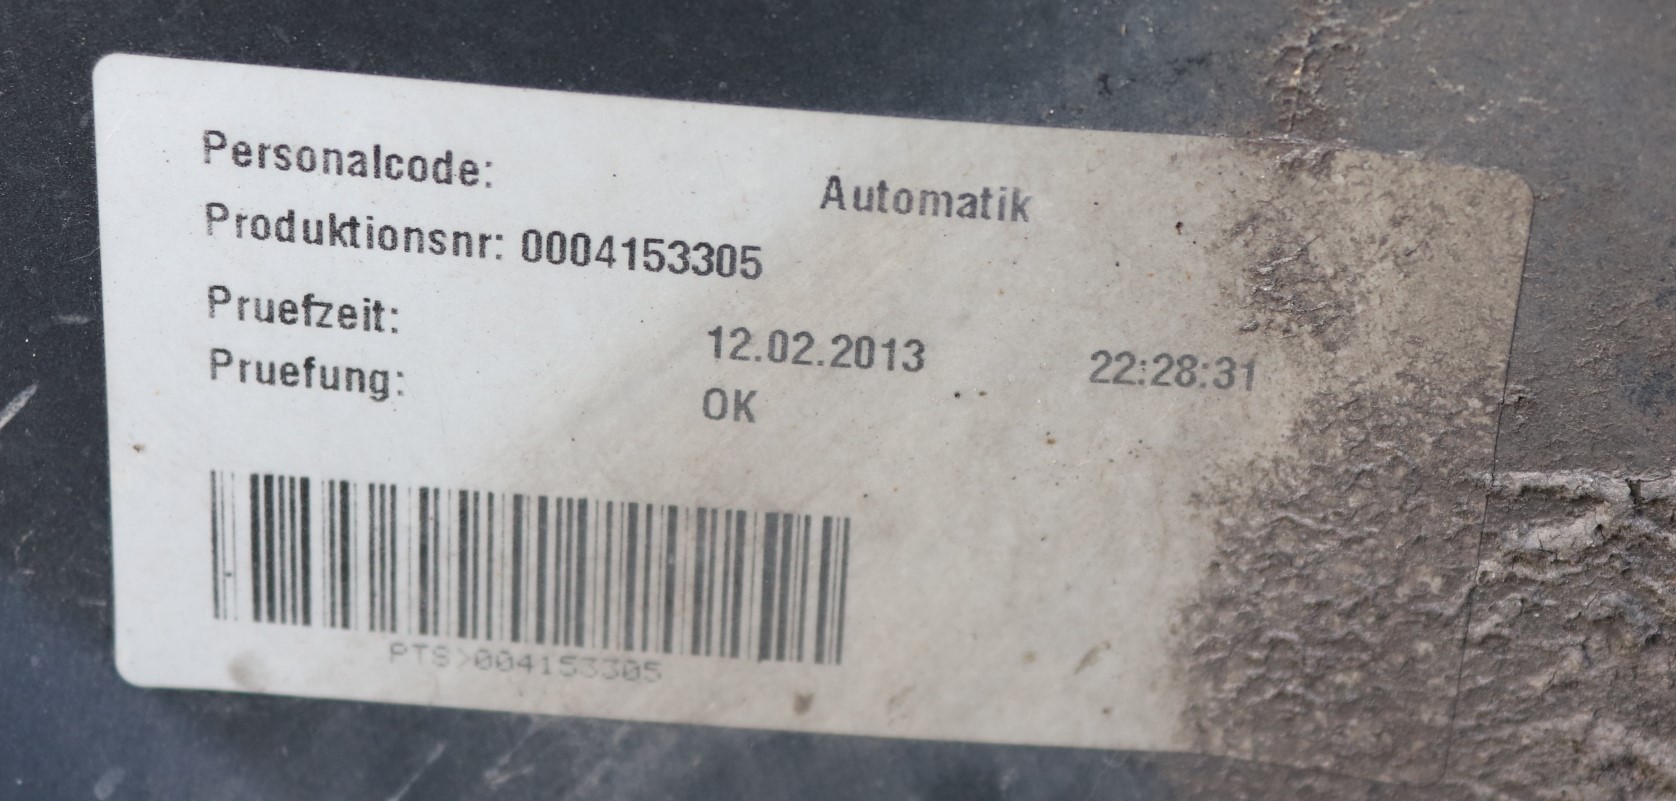 Personalcode: Automatik
Produktionsnr: 0004153305
Pruefzeit: 12.02.2013 22:28:31
Pruefung: OK
PTS>004153305